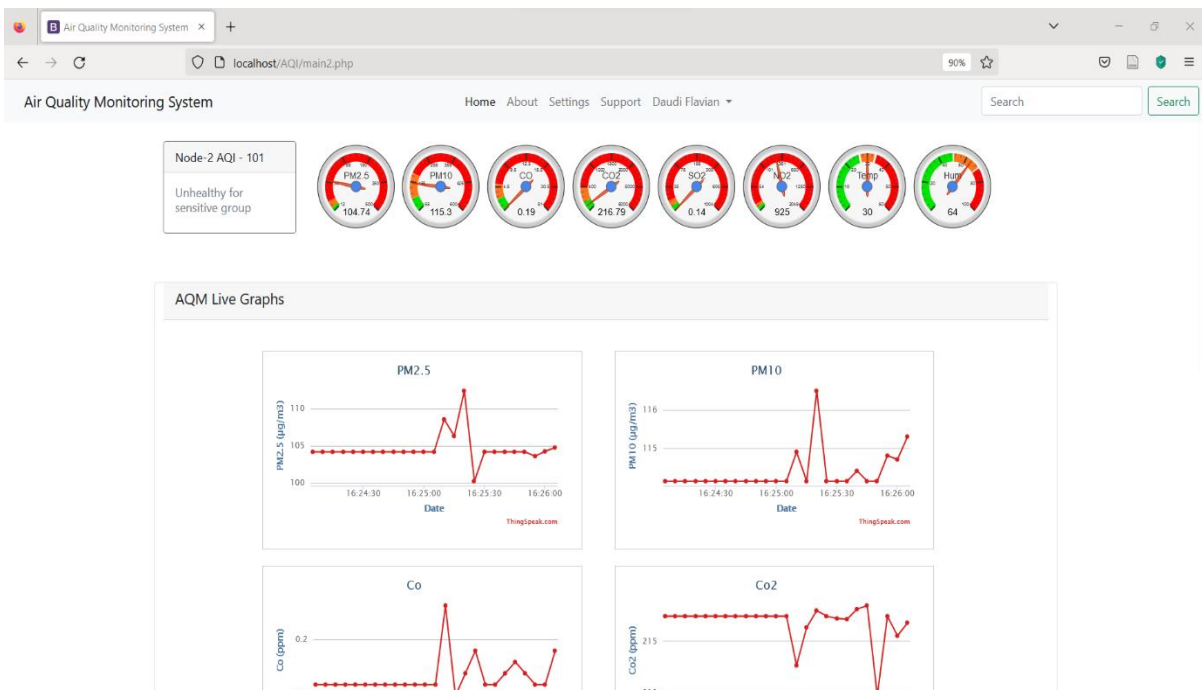 Air Quality Monitoring System
localhost/AQI/main2.php
90%
Air Quality Monitoring System
Home About Settings Support Daudi Flavian
Search
Search
Node-2 AQI - 101
Unhealthy for
sensitive group
PM2.5
104.74
PM10
115.3
CO
0.19
CO2
216.79
SO2
0.14
NO2
925
Temp
30
Hum
64
AQM Live Graphs
PM2.5
PM2.5 (µg/m3)
110
105
100
16:24:30 16:25:00 16:25:30 16:26:00
Date
ThingSpeak.com
PM10
PM10 (µg/m3)
116
115
16:24:30 16:25:00 16:25:30 16:26:00
Date
ThingSpeak.com
Co
Co (ppm)
0.2
Co2
Co2 (ppm)
215